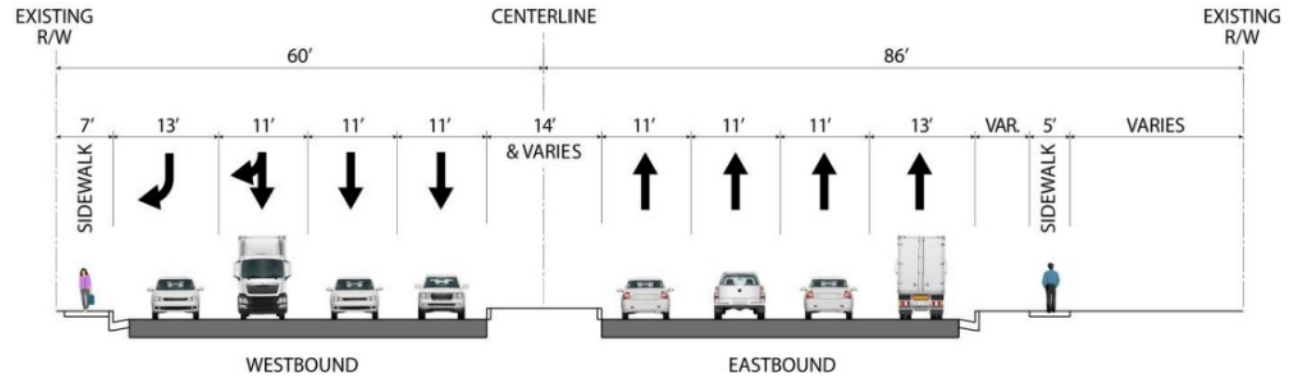 EXISTING
R/W
CENTERLINE
EXISTING
R/W
60’
86’
7’
13’
11’
11’
11’
14’
& VARIES
11’
11’
11’
13’
VAR.
5’
VARIES
SIDEWALK
SIDEWALK
WESTBOUND
EASTBOUND